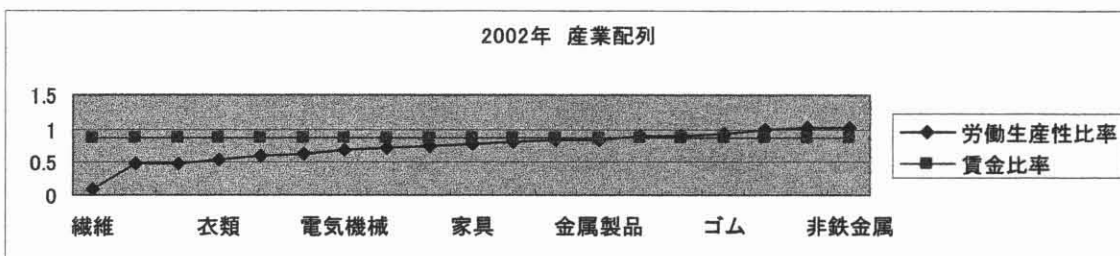 2002年 産業配列
1.5
1
0.5
0
繊維 衣類 電気機械 家具 金属製品 ゴム 非鉄金属
労働生産性比率
賃金比率